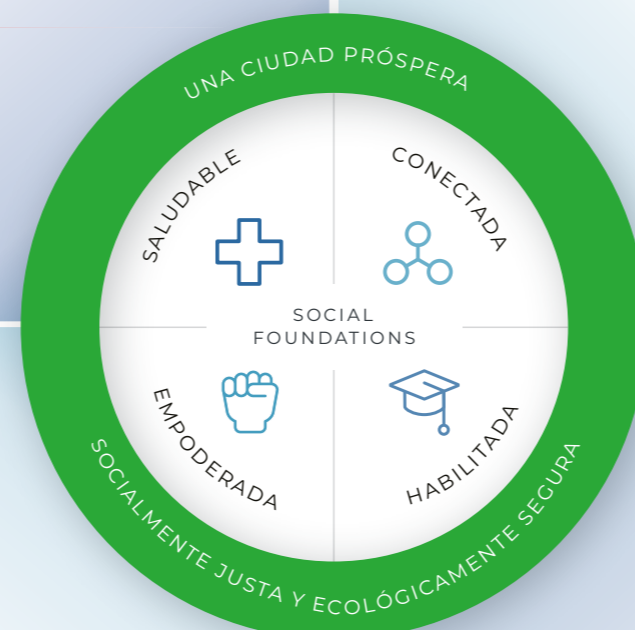 UNA CIUDAD PRÓSPERA
SALUDABLE
CONECTADA
SOCIAL
FOUNDATIONS
EMPODERADA
HABILITADA
SOCIALMENTE JUSTA Y ECOLÓGICAMENTE SEGURA